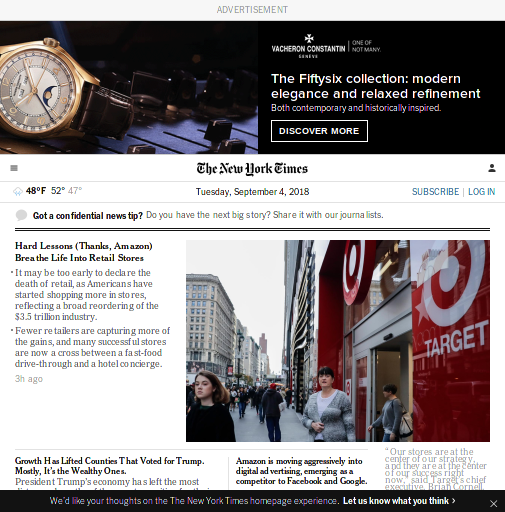 ADVERTISEMENT
VACHERON CONSTANTIN
GENÈVE
ONE OF
NOT MANY.
The Fiftysix collection: modern
elegance and relaxed refinement
Both contemporary and historically inspired.
DISCOVER MORE
The New York Times
48°F 52° 47°
Tuesday, September 4, 2018
SUBSCRIBE | LOG IN
Got a confidential news tip? Do you have the next big story? Share it with our journalists.
Hard Lessons (Thanks, Amazon)
Breathe Life Into Retail Stores
• It may be too early to declare the
death of retail, as Americans have
started shopping more in stores,
reflecting a broad reordering of the
$3.5 trillion industry.
• Fewer retailers are capturing more of
the gains, and many successful stores
are now a cross between a fast-food
drive-through and a hotel concierge.
3h ago
TARGET
Growth Has Lifted Counties That Voted for Trump.
Mostly, It's the Wealthy Ones.
President Trump's economy has left the most
Amazon is moving aggressively into
digital advertising, emerging as a
competitor to Facebook and Google.
"Our stores are at the
center of our strategy,
and they are at the center
of our success right
now," said Target's chief
executive, Brian Cornell.
We'd like your thoughts on the The New York Times homepage experience. Let us know what you think ›